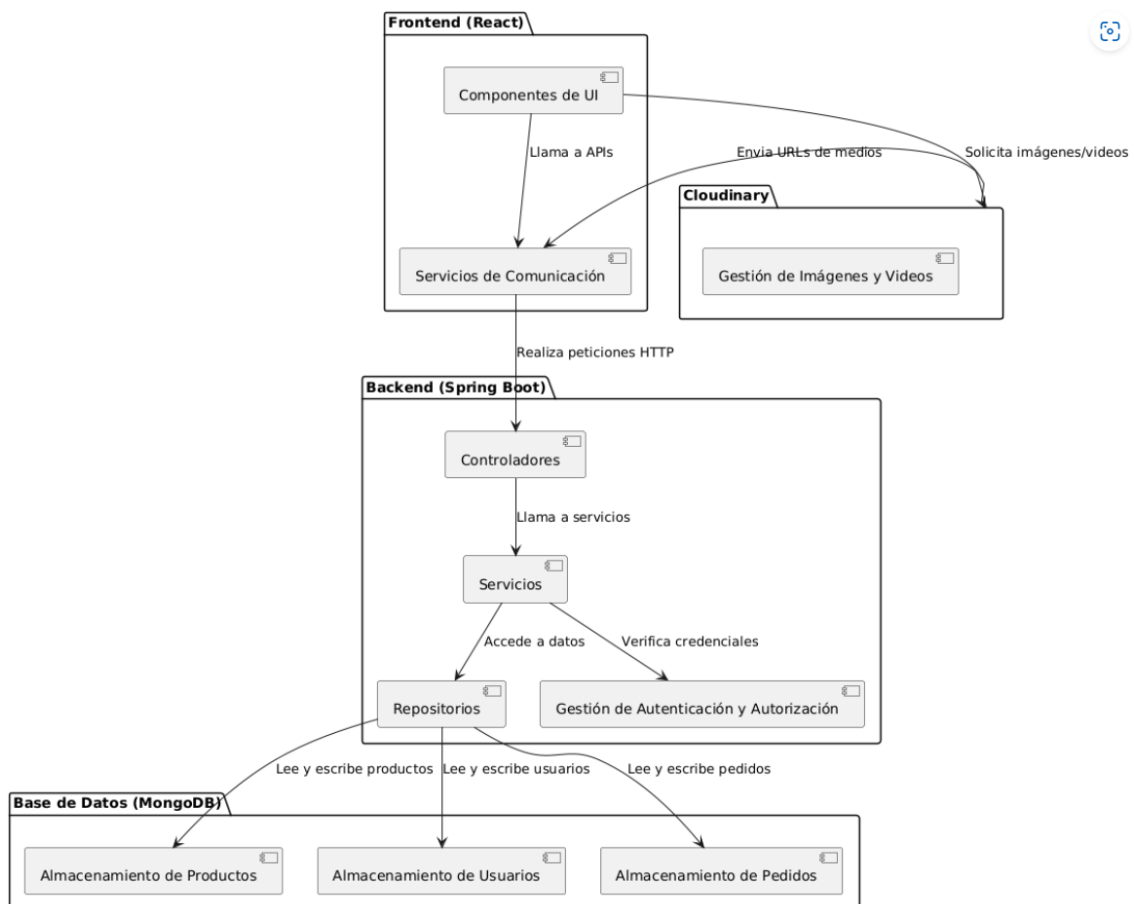 Frontend (React)
Componentes de UI
Llama a APIs
Envia URLs de medios
Solicita imágenes/videos
Cloudinary
Servicios de Comunicación
Gestión de Imágenes y Videos
Realiza peticiones HTTP
Backend (Spring Boot)
Controladores
Llama a servicios
Servicios
Accede a datos
Verifica credenciales
Repositorios
Gestión de Autenticación y Autorización
Lee y escribe productos
Lee y escribe usuarios
Lee y escribe pedidos
Base de Datos (MongoDB)
Almacenamiento de Productos
Almacenamiento de Usuarios
Almacenamiento de Pedidos